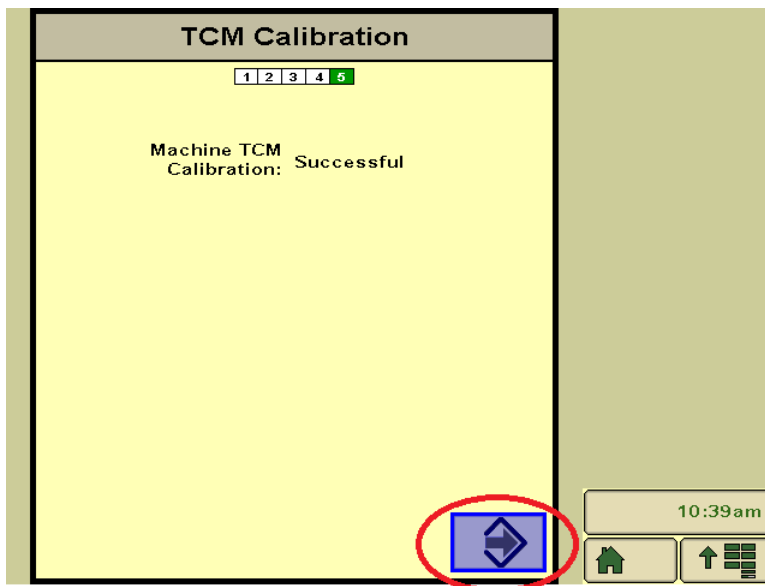 TCM Calibration
1 2 3 4 5
Machine TCM
Calibration: Successful
10:39am